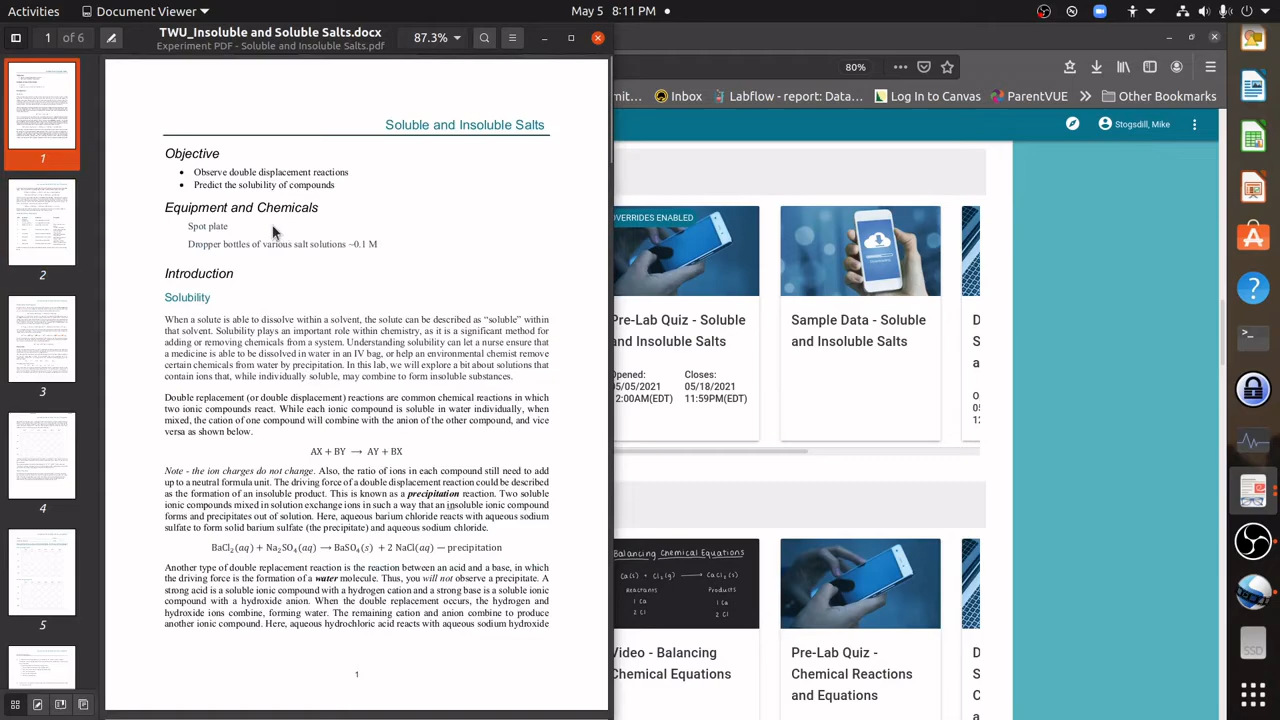 Activities
Document Viewer
May 5 8:11 PM
1 of 6
TWU_Insoluble and Soluble Salts.docx
Experiment PDF - Soluble and Insoluble Salts.pdf
87.3%
80%
Inbox
ParentVUE
Other Bookmarks
Stogsdill, Mike
1
2
3
4
5
Soluble and Insoluble Salts
Objective
• Observe double displacement reactions
• Predict the solubility of compounds
Equipment and Chemicals
Spot plate
Dropper bottles of various salt solutions ~0.1 M
Introduction
Solubility
When a solute is able to dissolve within a solvent, the solute can be described as "soluble" within
that solvent. Solubility plays an important role within chemistry, as it is a significant method for
adding or removing chemicals from a system. Understanding solubility can let a nurse ensure that
a medicine is able to be dissolved in water in an IV bag, or help an environmental chemist remove
certain chemicals from water by precipitation. In this lab, we will explore a bit about solutions that
contain ions that, while individually soluble, may combine to form insoluble substances.
Double replacement (or double displacement) reactions are common chemical reactions in which
two ionic compounds react. While each ionic compound is soluble in water individually, when
mixed, the cation of one compound will combine with the anion of the other compound, and vice
versa as shown below.
AX + BY ⟶ AY + BX
Note - the ion charges do not change. Also, the ratio of ions in each compound still need to add
up to a neutral formula unit. The driving force of a double displacement reaction could be described
as the formation of an insoluble product. This is known as a precipitation reaction. Two soluble
ionic compounds mixed in solution exchange ions in such a way that an insoluble ionic compound
forms and precipitates out of solution. Here, aqueous barium chloride reacts with aqueous sodium
sulfate to form solid barium sulfate (the precipitate) and aqueous sodium chloride.
BaCl₂(aq) + Na₂SO₄(aq) ⟶ BaSO₄(s) + 2 NaCl(aq) — precipitation
Another type of double replacement reaction is the reaction between an acid and a base, in which
the driving force is the formation of a water molecule. Thus, you will not observe a precipitate. A
strong acid is a soluble ionic compound with a hydrogen cation and a strong base is a soluble ionic
compound with a hydroxide anion. When the double replacement occurs, the hydrogen and
hydroxide ions combine, forming water. The remaining cation and anion combine to produce
another ionic compound. Here, aqueous hydrochloric acid reacts with aqueous sodium hydroxide
1
OVERRIDES ENABLED
and Insoluble Salts
Opened:
Closes:
05/18/2021
11:59PM(EDT)
Insoluble Salts
Balancing Chemical Equations
Ca(s) + Cl₂(g) ⟶ CaCl₂(s)
Reactants
Products
1 Ca
1 Ca
2 Cl
2 Cl
Video - Balancing
Chemical Equations
Pre-Lab Quiz -
Chemical Reactions
and Equations
SSD